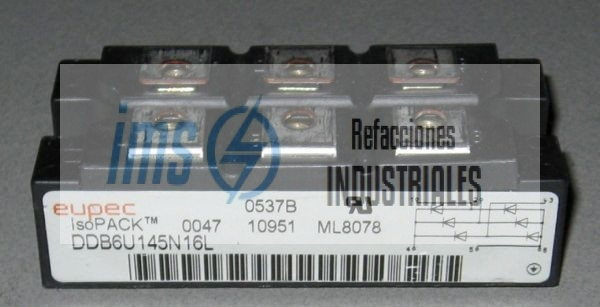 ims
Refacciones
INDUSTRIALES
eupec 0537B
IsoPACK™ 0047 10951 ML8078
DDB6U145N16L